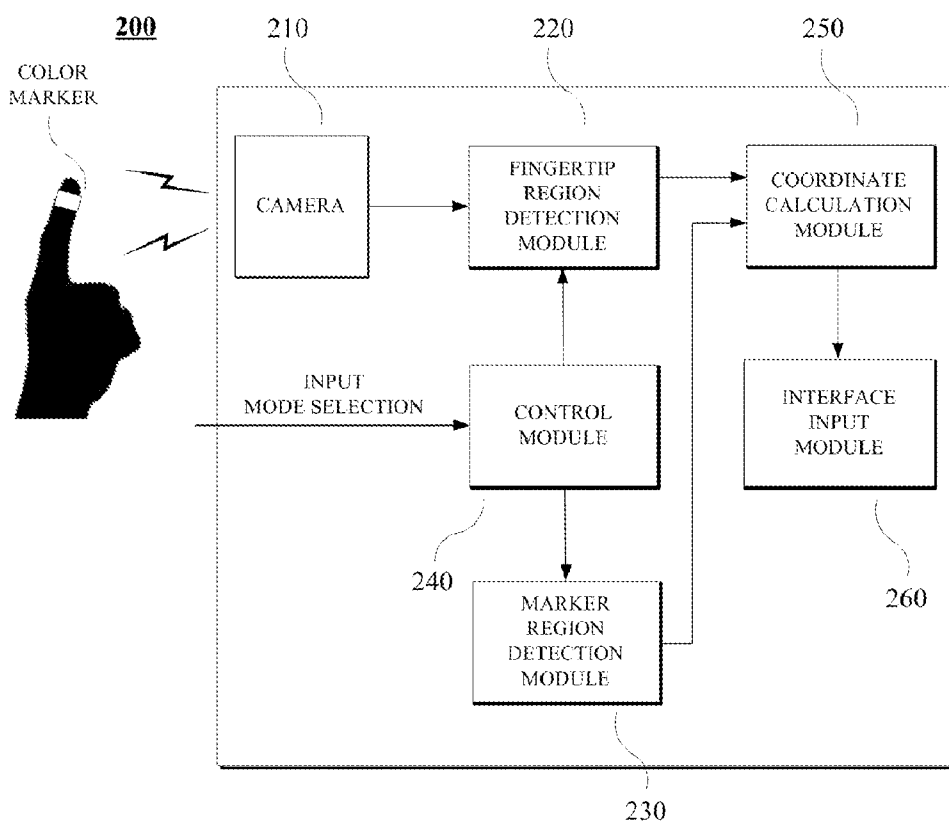 200
210
220
250
COLOR
MARKER
CAMERA
FINGERTIP
REGION
DETECTION
MODULE
COORDINATE
CALCULATION
MODULE
INPUT
MODE SELECTION
CONTROL
MODULE
INTERFACE
INPUT
MODULE
240
260
MARKER
REGION
DETECTION
MODULE
230